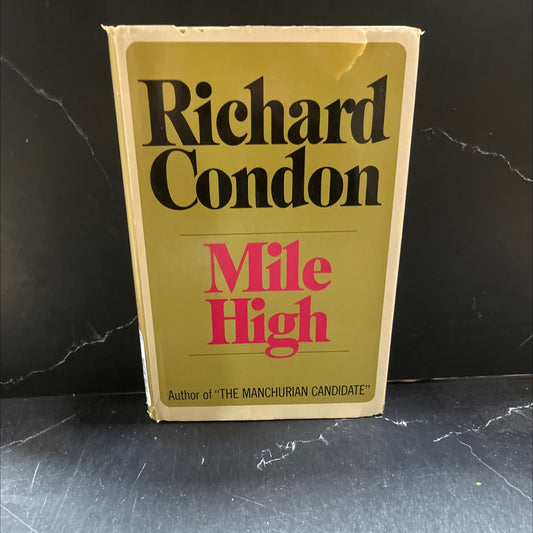 Richard
Condon
Mile
High
Author of "THE MANCHURIAN CANDIDATE"